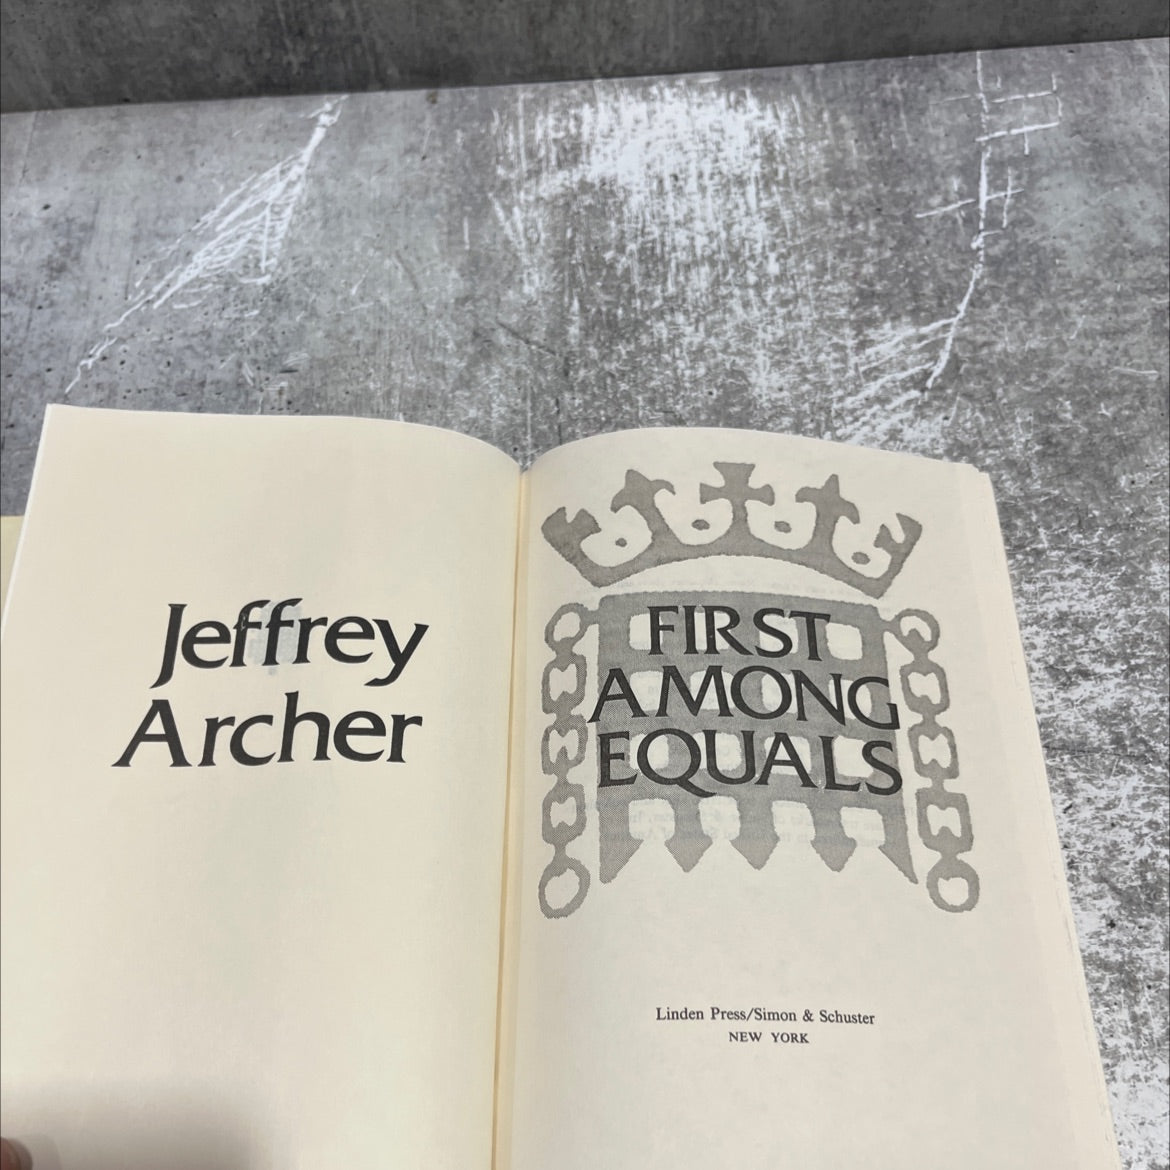 Jeffrey
Archer
FIRST
AMONG
EQUALS
Linden Press/Simon & Schuster
NEW YORK